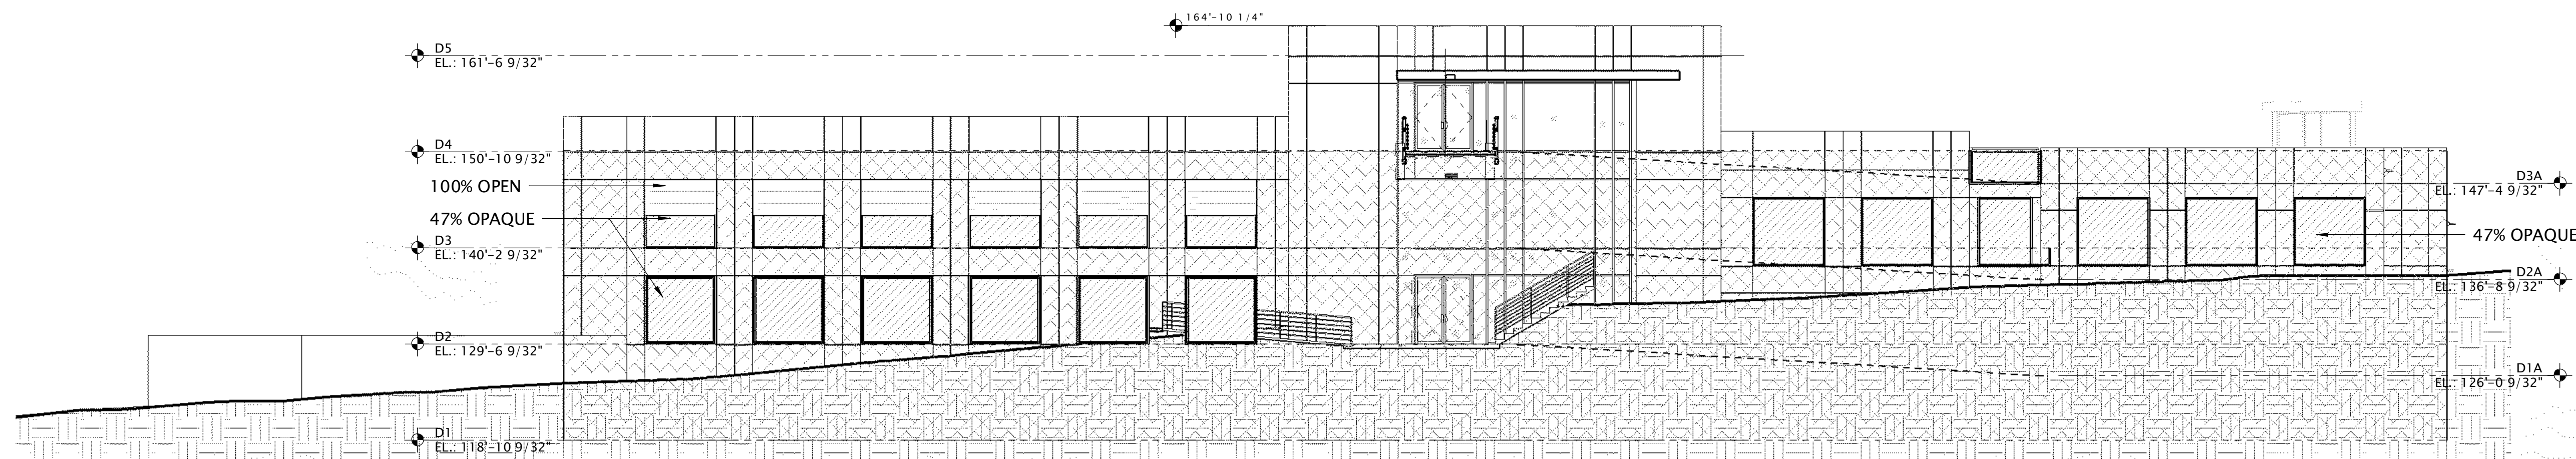 164'-10 1/4"
D5
EL.: 161'-6 9/32"
D4
EL.: 150'-10 9/32"
100% OPEN
D3A
EL.: 147'-4 9/32"
47% OPAQUE
47% OPAQUE
D3
EL.: 140'-2 9/32"
D2A
EL.: 136'-8 9/32"
D2
EL.: 129'-6 9/32"
D1A
EL.: 126'-0 9/32"
D1
EL.: 118'-10 9/32"